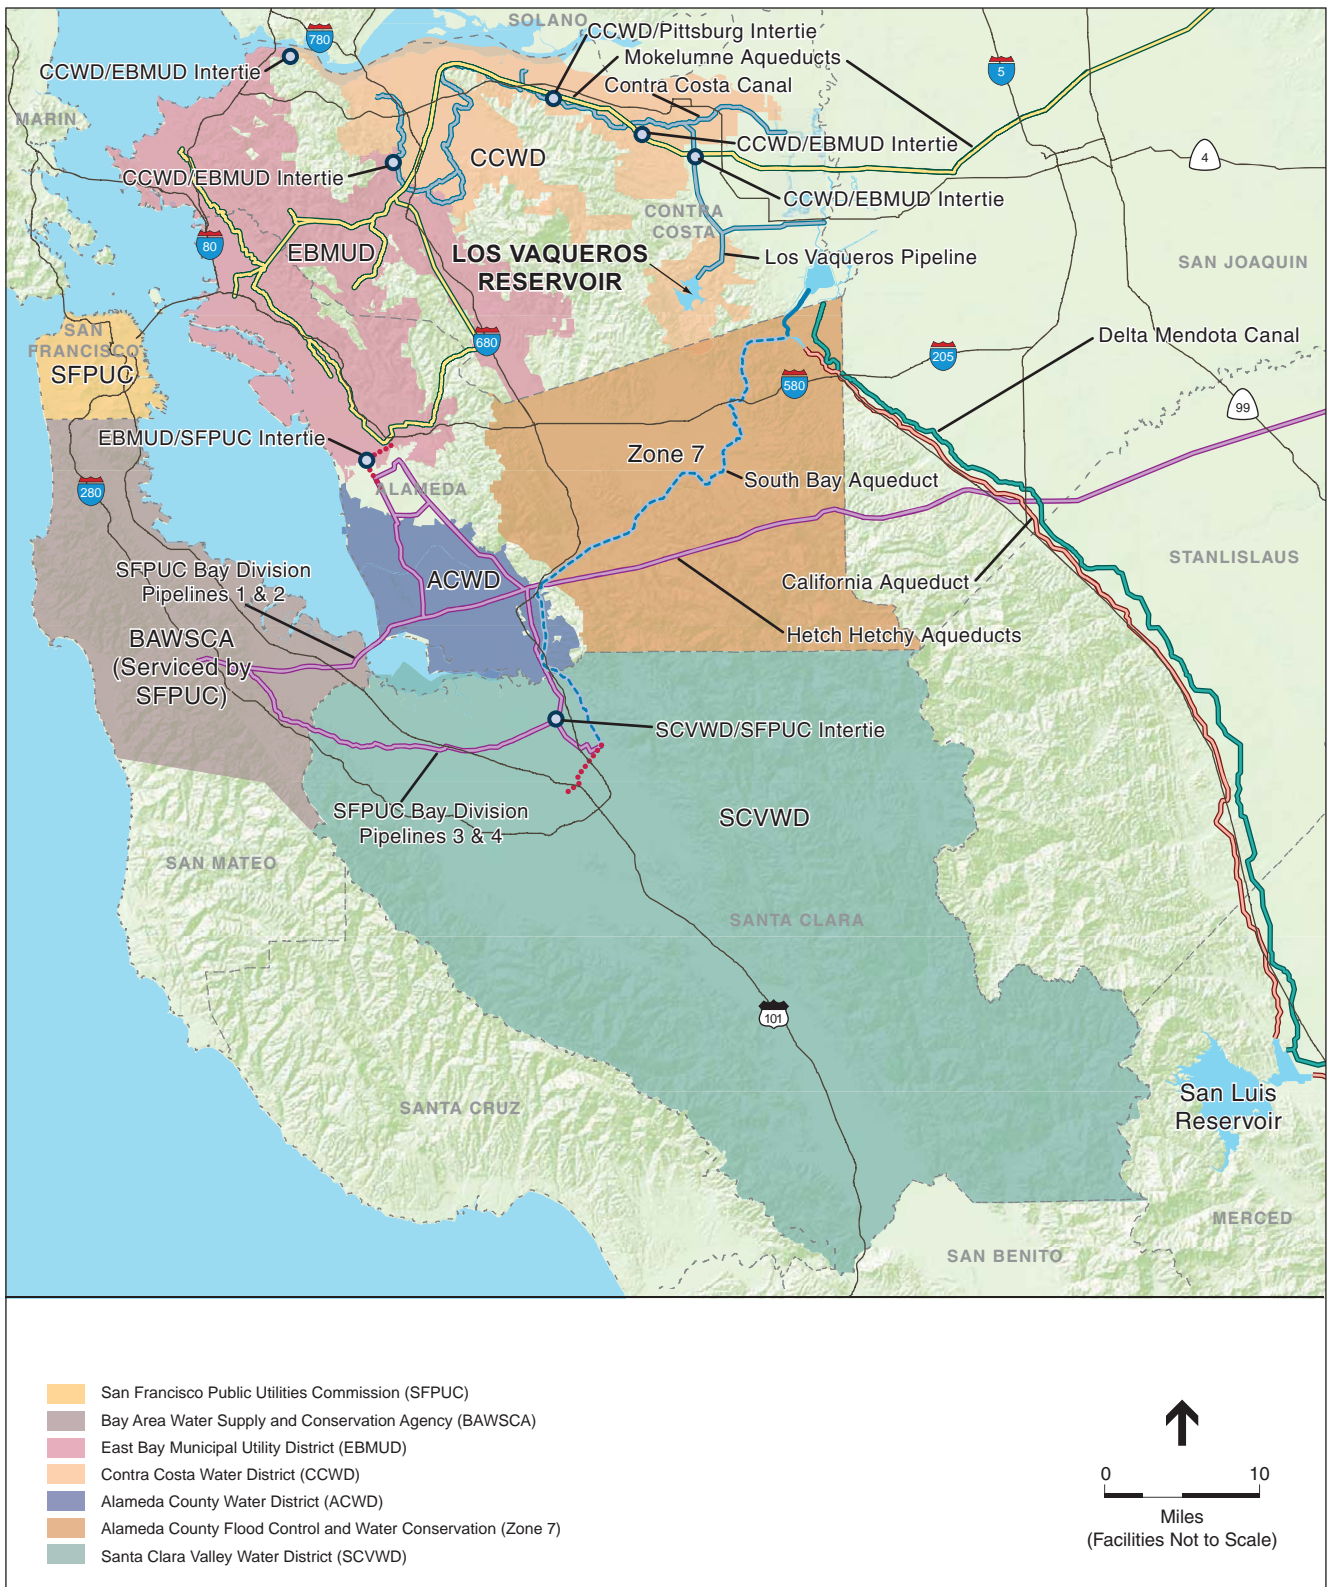 SOLANO
780
CCWD/Pittsburg Intertie
Mokelumne Aqueducts
CCWD/EBMUD Intertie
Contra Costa Canal
5
MARIN
CCWD/EBMUD Intertie
4
CCWD
CCWD/EBMUD Intertie
CCWD/EBMUD Intertie
CONTRA
COSTA
80
EBMUD
LOS VAQUEROS
RESERVOIR
Los Vaqueros Pipeline
SAN JOAQUIN
SAN
FRANCISCO
SFPUC
680
Delta Mendota Canal
205
580
99
EBMUD/SFPUC Intertie
Zone 7
South Bay Aqueduct
280
ALAMEDA
STANLISLAUS
SFPUC Bay Division
Pipelines 1 & 2
ACWD
California Aqueduct
Hetch Hetchy Aqueducts
BAWSCA
(Serviced by
SFPUC)
SCVWD/SFPUC Intertie
SFPUC Bay Division
Pipelines 3 & 4
SCVWD
SAN MATEO
SANTA CLARA
101
SANTA CRUZ
San Luis
Reservoir
MERCED
SAN BENITO
San Francisco Public Utilities Commission (SFPUC)
Bay Area Water Supply and Conservation Agency (BAWSCA)
East Bay Municipal Utility District (EBMUD)
Contra Costa Water District (CCWD)
Alameda County Water District (ACWD)
Alameda County Flood Control and Water Conservation (Zone 7)
Santa Clara Valley Water District (SCVWD)
0 10
Miles
(Facilities Not to Scale)